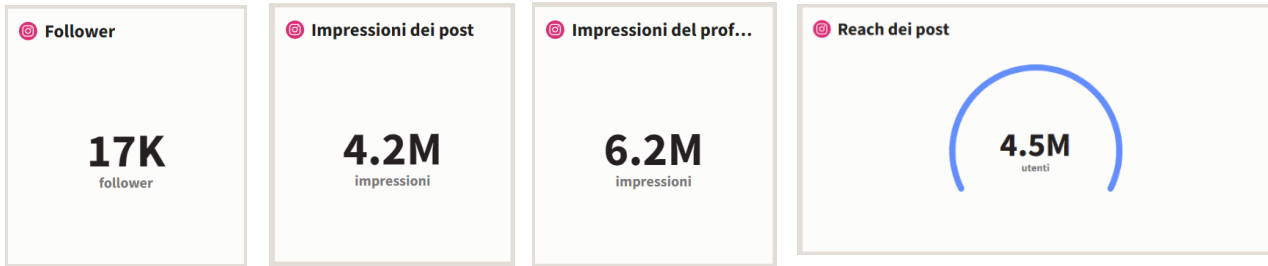 Follower
17K
follower
Impressioni dei post
4.2M
impressioni
Impressioni del prof...
6.2M
impressioni
Reach dei post
4.5M
utenti